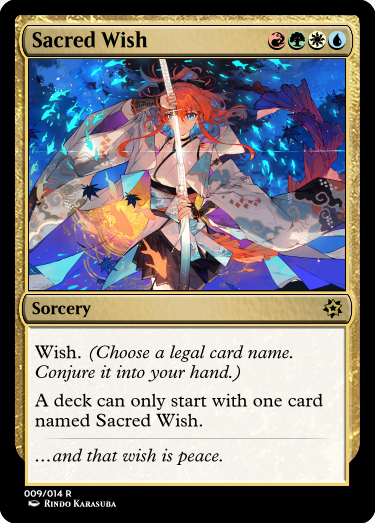 Sacred Wish
Sorcery
Wish. (Choose a legal card name.
Conjure it into your hand.)
A deck can only start with one card
named Sacred Wish.
...and that wish is peace.
009/014 R
Rindo Karasuba